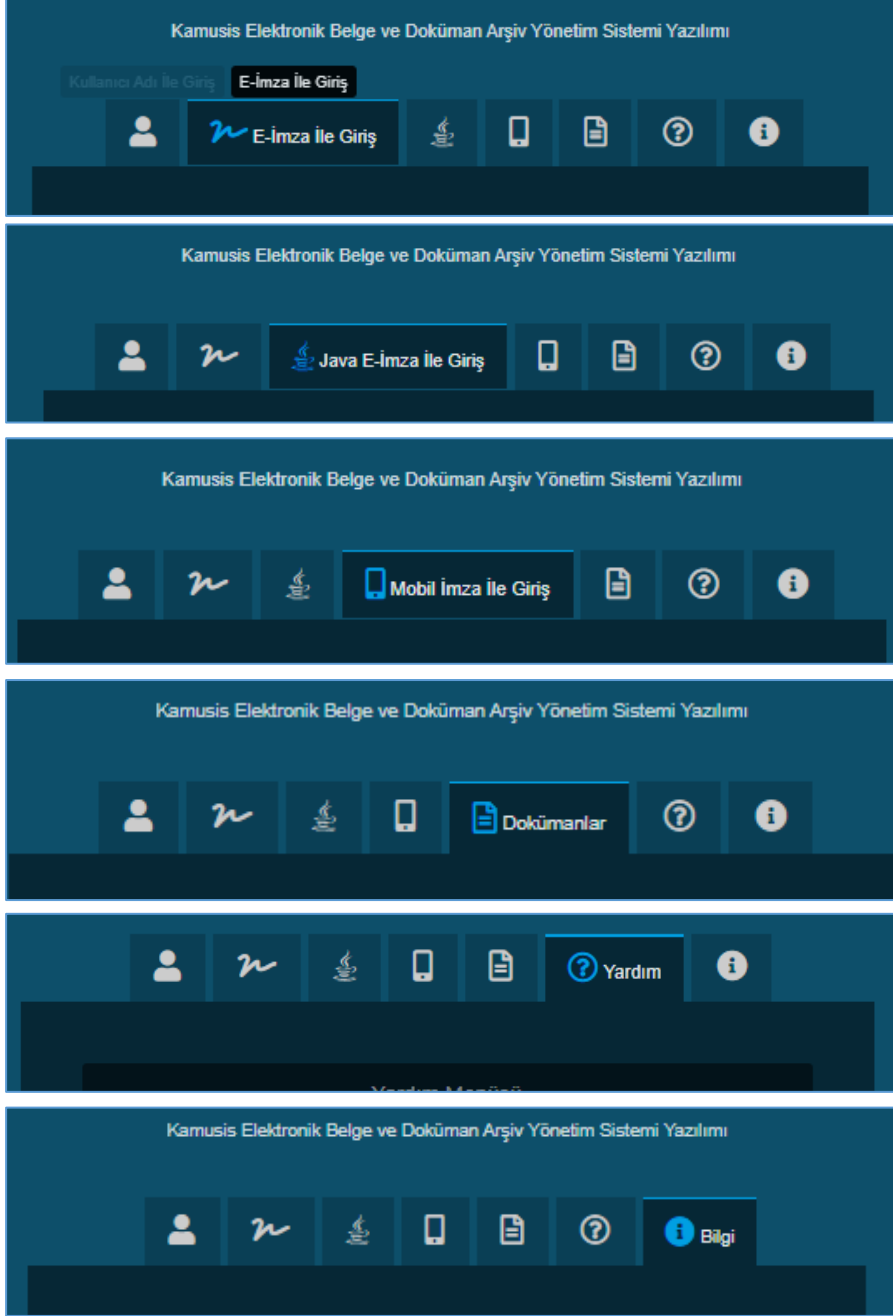 Kamusis Elektronik Belge ve Doküman Arşiv Yönetim Sistemi Yazılımı
Kullanıcı Adı İle Giriş E-İmza İle Giriş
E-İmza İle Giriş
Kamusis Elektronik Belge ve Doküman Arşiv Yönetim Sistemi Yazılımı
Java E-İmza İle Giriş
Kamusis Elektronik Belge ve Doküman Arşiv Yönetim Sistemi Yazılımı
Mobil İmza İle Giriş
Kamusis Elektronik Belge ve Doküman Arşiv Yönetim Sistemi Yazılımı
Dokümanlar
Yardım
Yardım Menüsü
Kamusis Elektronik Belge ve Doküman Arşiv Yönetim Sistemi Yazılımı
Bilgi